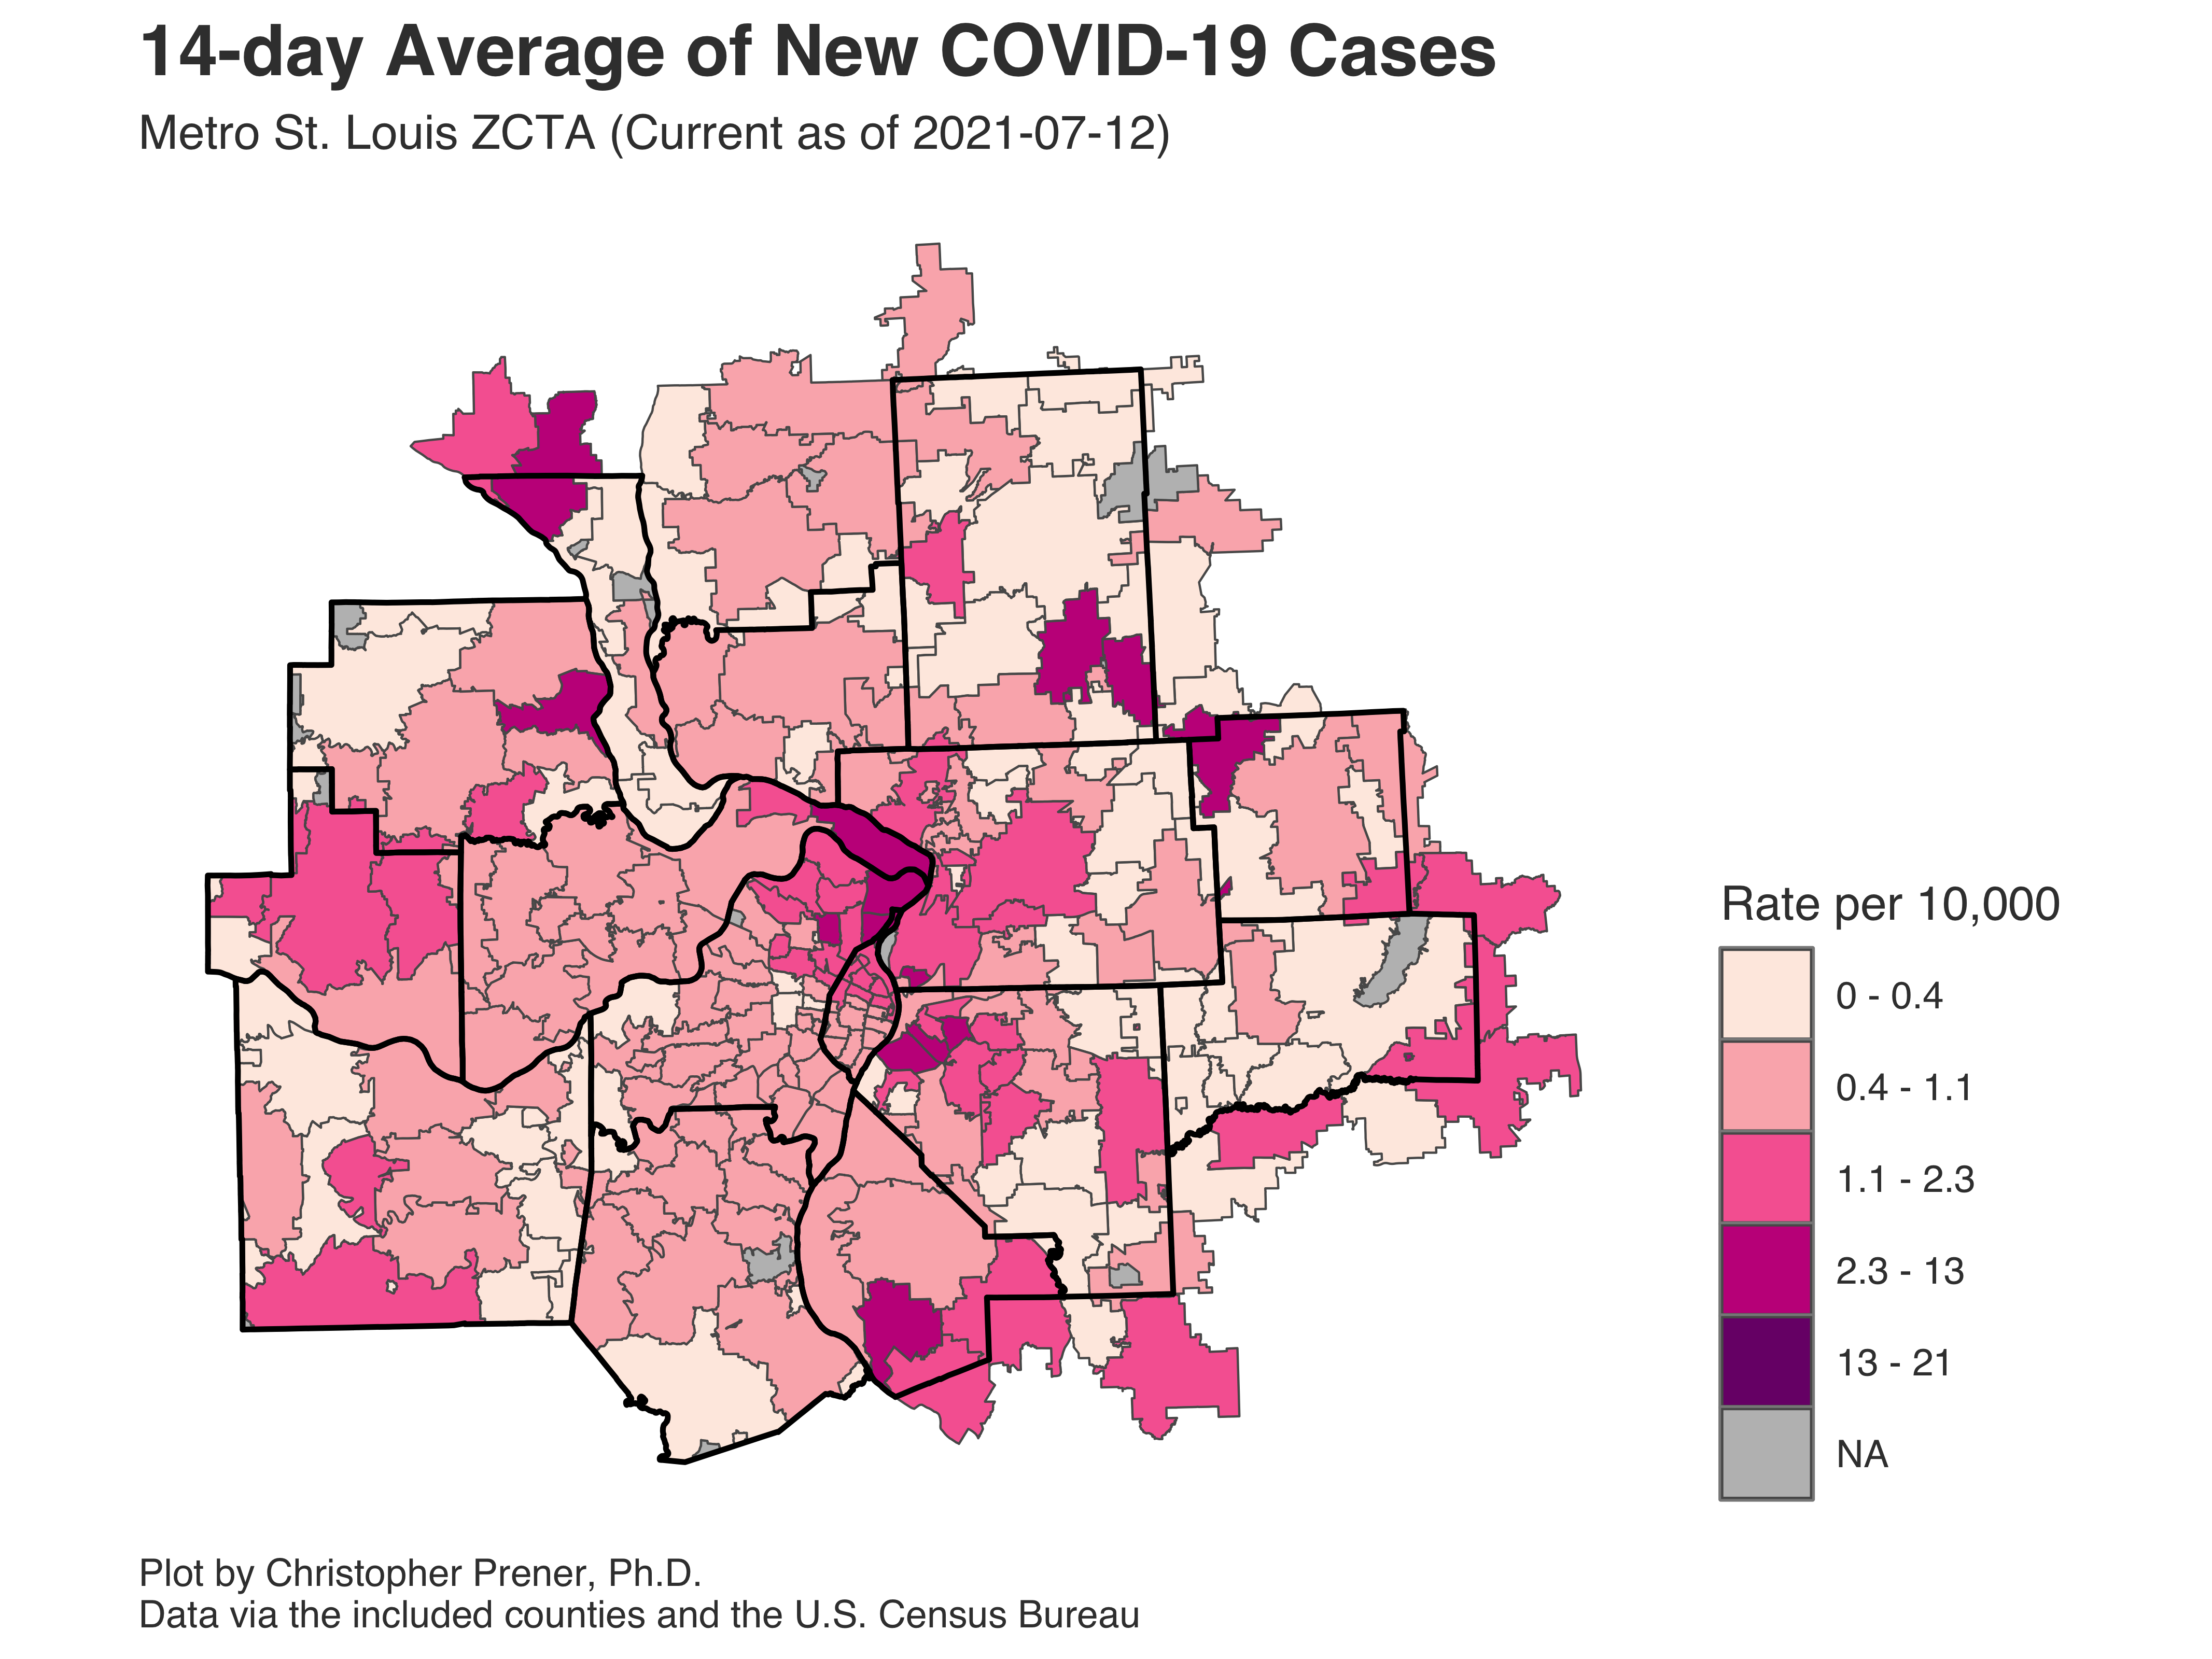 14-day Average of New COVID-19 Cases
Metro St. Louis ZCTA (Current as of 2021-07-12)
Rate per 10,000
0 - 0.4
0.4 - 1.1
1.1 - 2.3
2.3 - 13
13 - 21
NA
Plot by Christopher Prener, Ph.D.
Data via the included counties and the U.S. Census Bureau